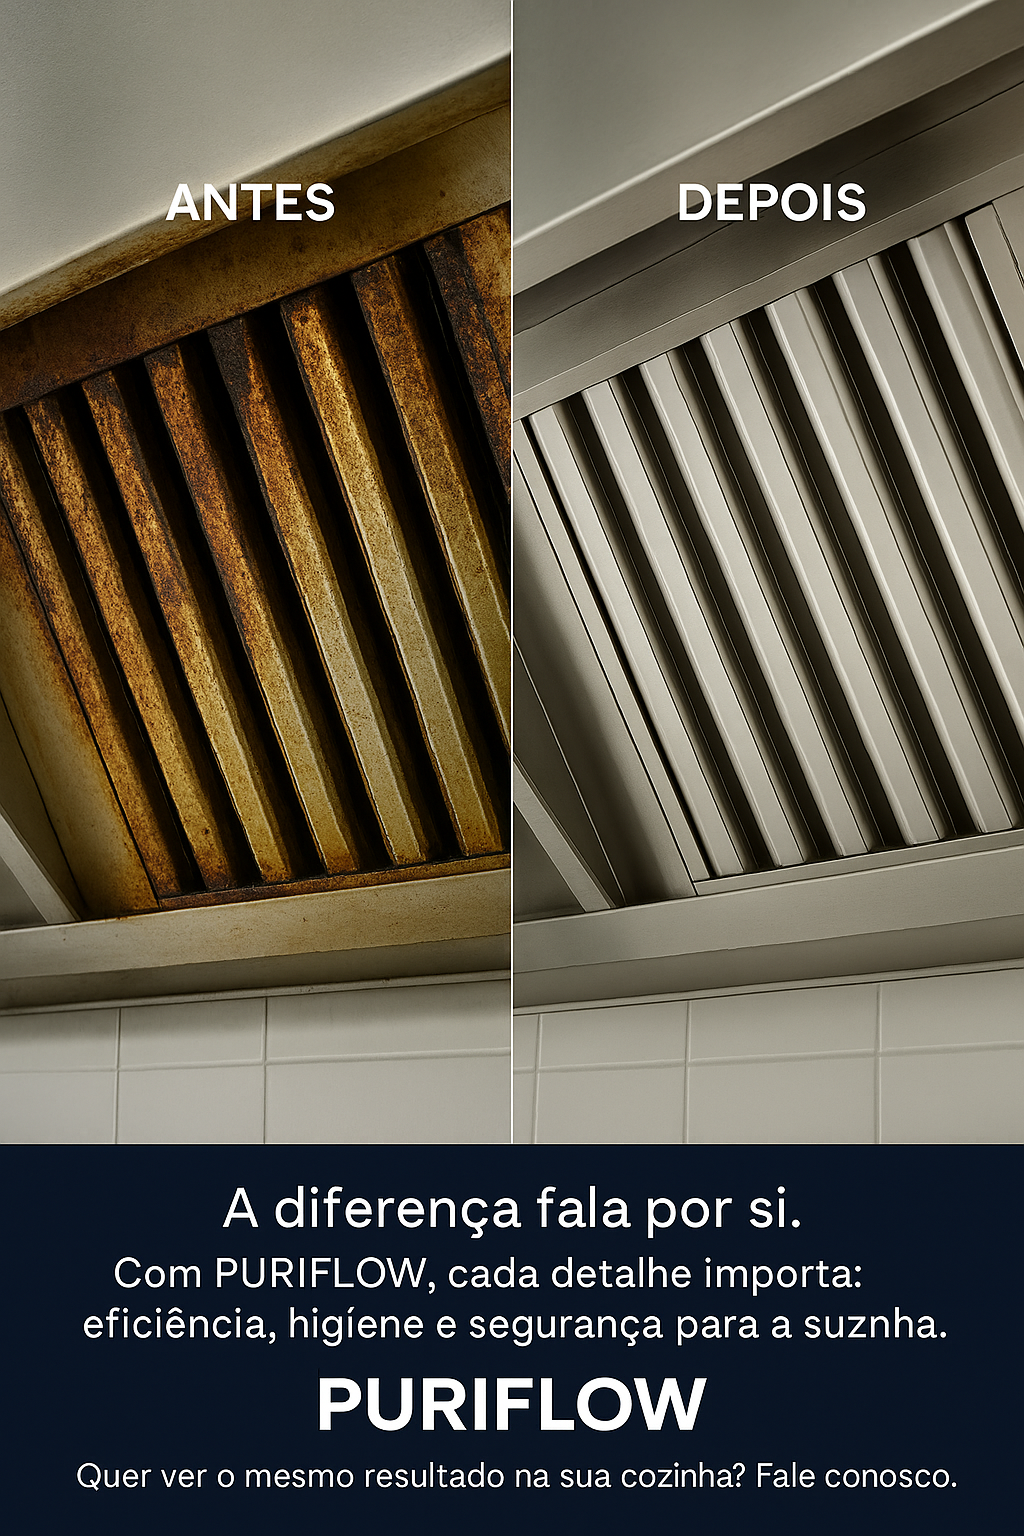 ANTES
DEPOIS
A diferença fala por si.
Com PURIFLOW, cada detalhe importa:
eficiência, higíene e segurança para a suznha.
PURIFLOW
Quer ver o mesmo resultado na sua cozinha? Fale conosco.